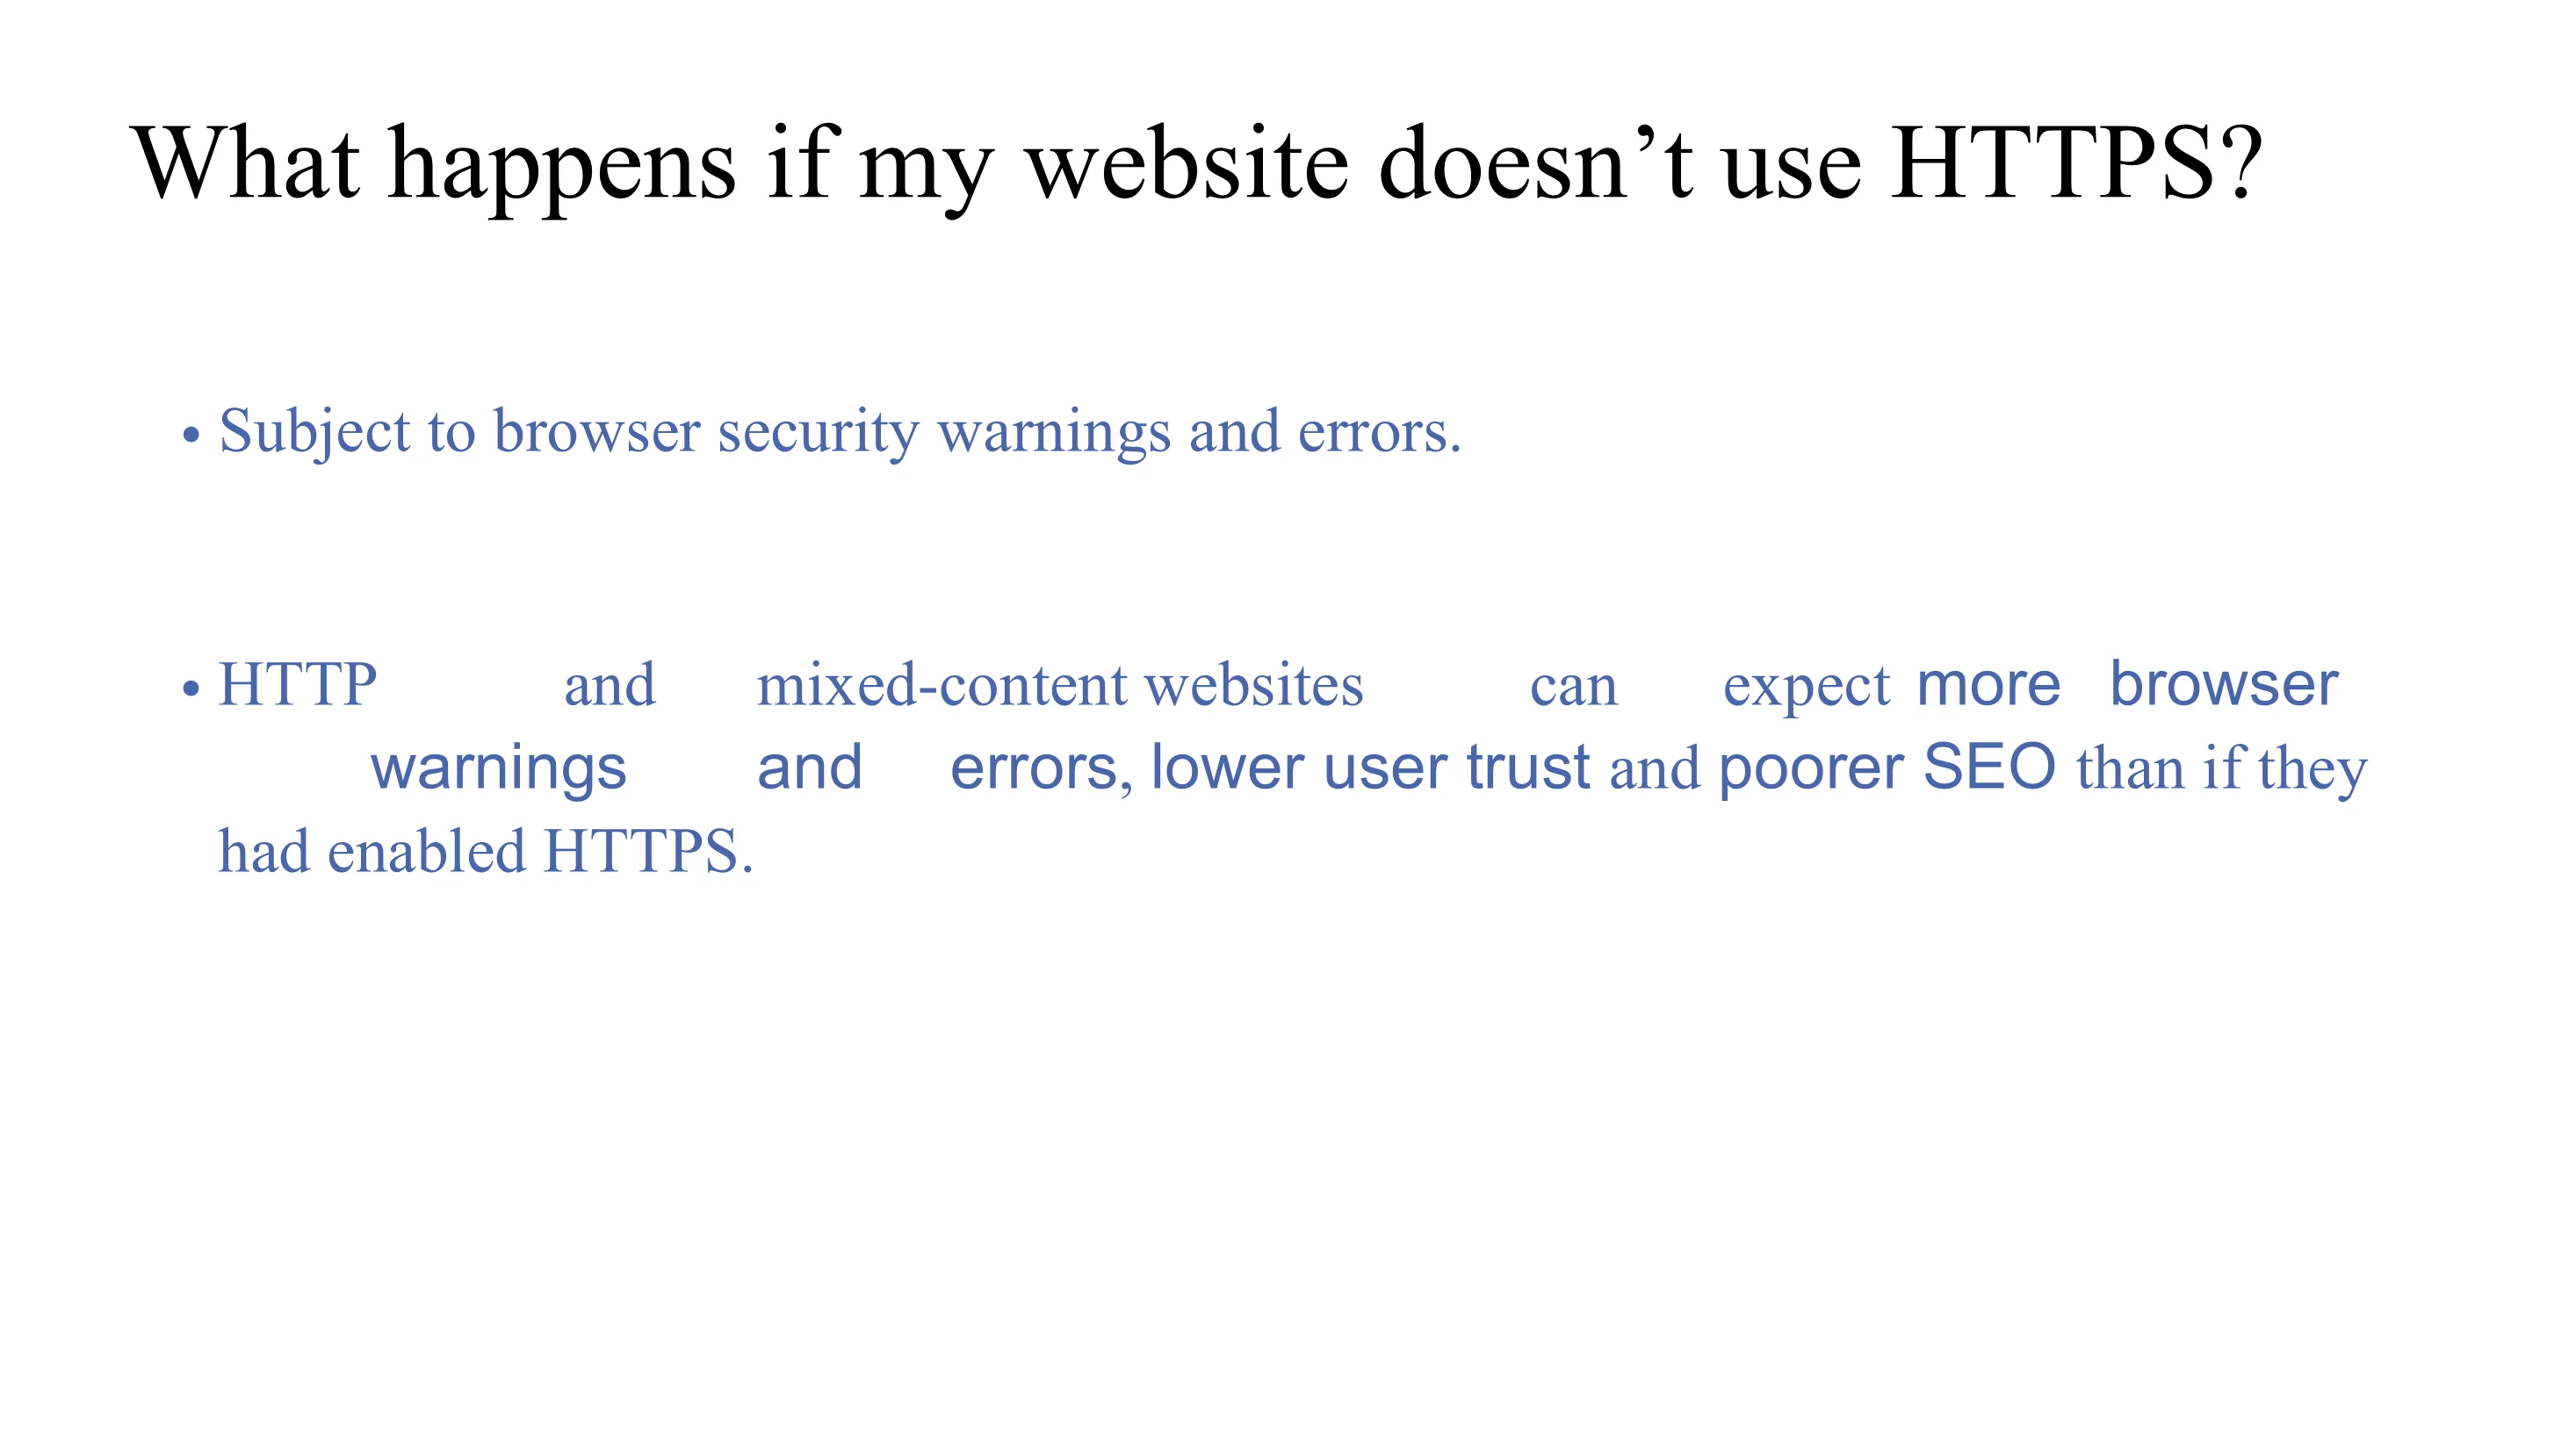 What happens if my website doesn’t use HTTPS?
• Subject to browser security warnings and errors.
• HTTP and mixed-content websites can expect more browser
warnings and errors, lower user trust and poorer SEO than if they
had enabled HTTPS.